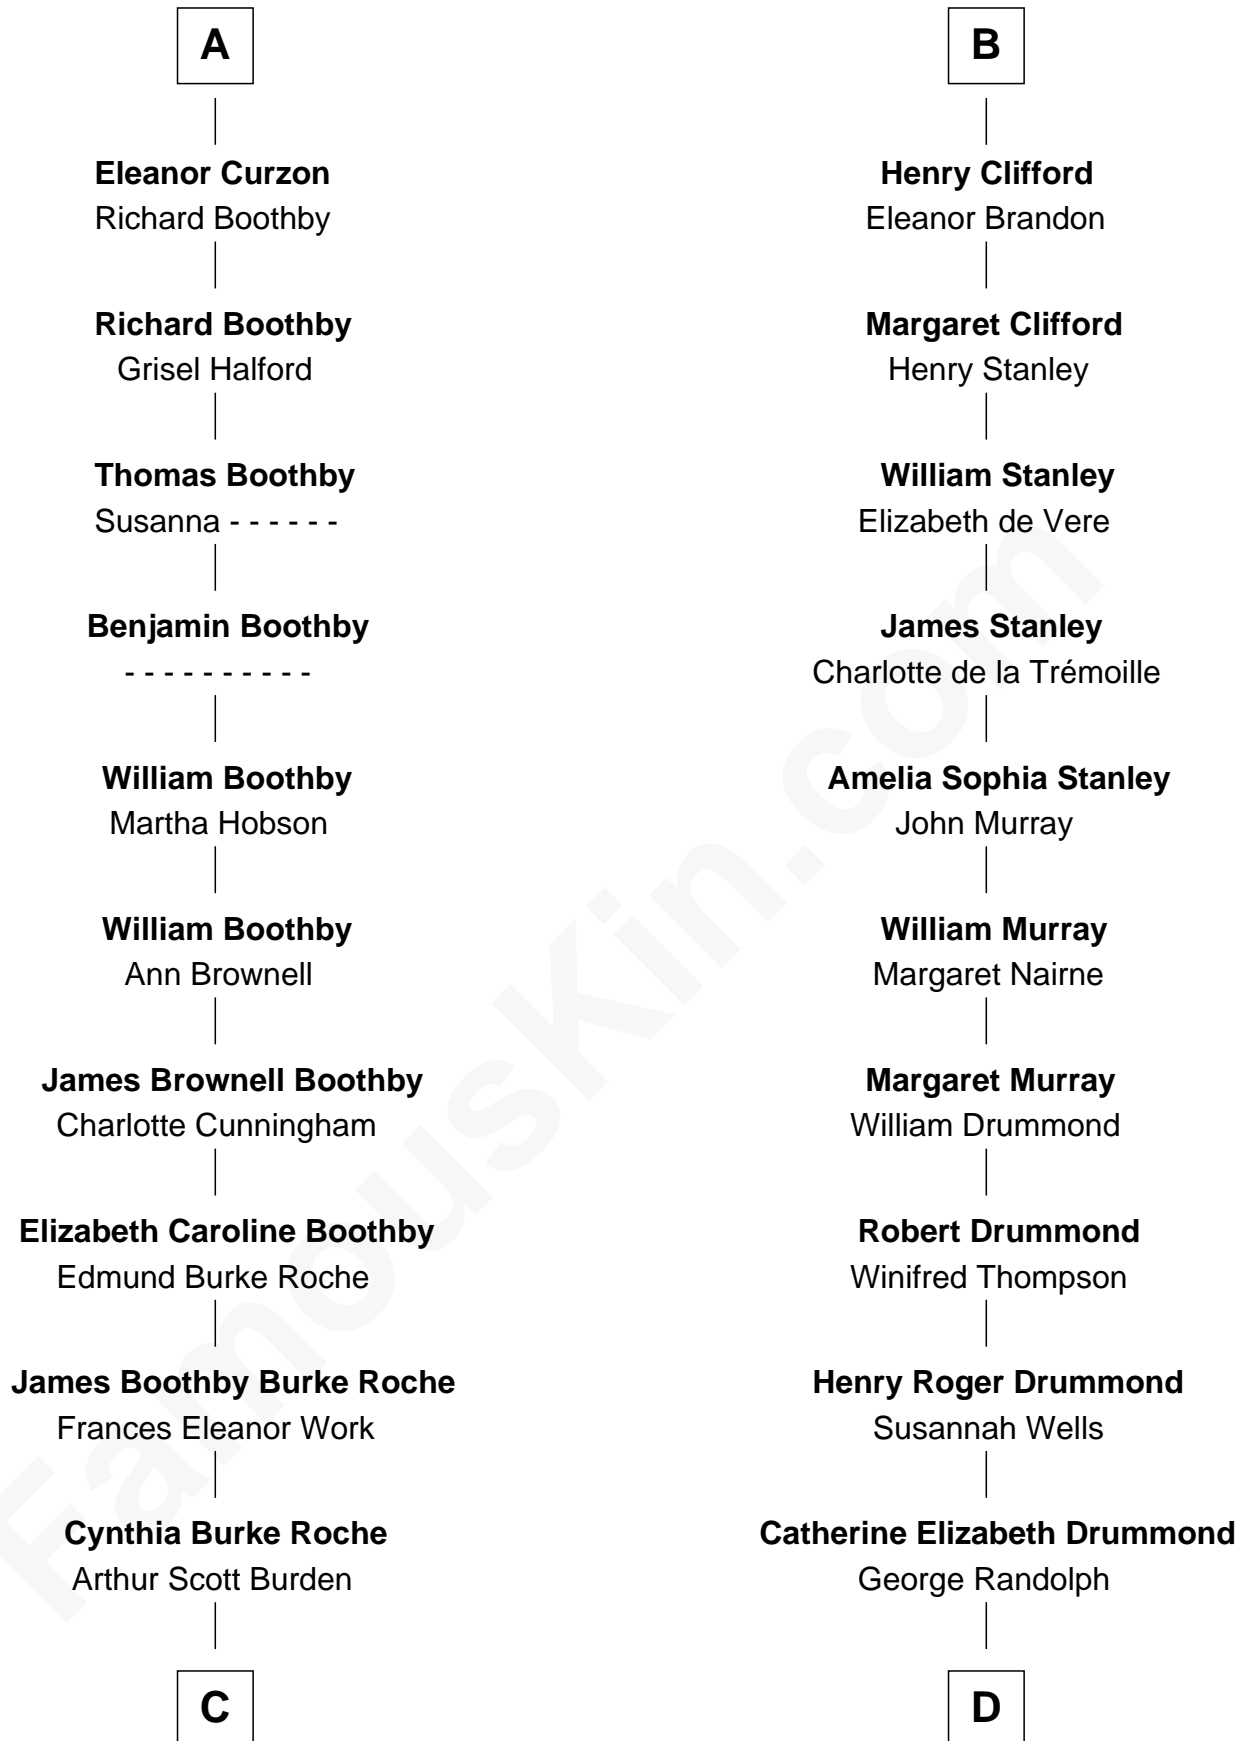 A
Eleanor Curzon
Richard Boothby
Richard Boothby
Grisel Halford
Thomas Boothby
Susanna - - - - - -
Benjamin Boothby
- - - - - - - - - -
William Boothby
Martha Hobson
William Boothby
Ann Brownell
James Brownell Boothby
Charlotte Cunningham
Elizabeth Caroline Boothby
Edmund Burke Roche
James Boothby Burke Roche
Frances Eleanor Work
Cynthia Burke Roche
Arthur Scott Burden
C
B
Henry Clifford
Eleanor Brandon
Margaret Clifford
Henry Stanley
William Stanley
Elizabeth de Vere
James Stanley
Charlotte de la Trémoille
Amelia Sophia Stanley
John Murray
William Murray
Margaret Nairne
Margaret Murray
William Drummond
Robert Drummond
Winifred Thompson
Henry Roger Drummond
Susannah Wells
Catherine Elizabeth Drummond
George Randolph
D
FamousKin.com